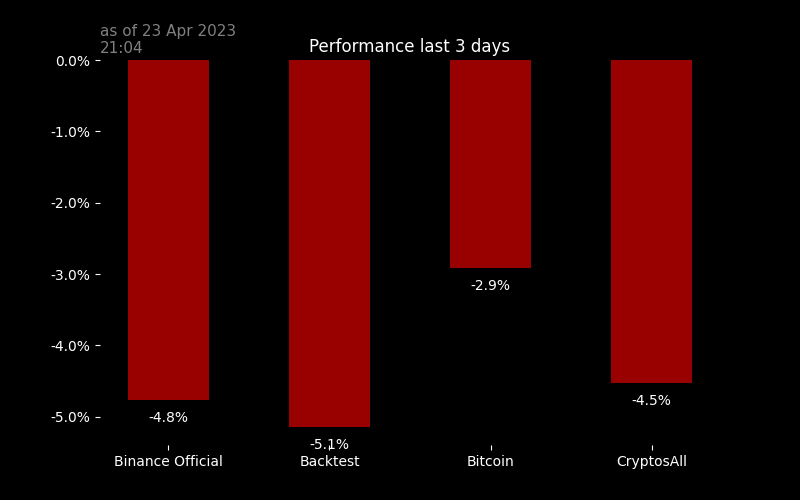 as of 23 Apr 2023
21:04
Performance last 3 days
0.0%
-1.0%
-2.0%
-3.0%
-4.0%
-5.0%
-4.8%
-5.1%
-2.9%
-4.5%
Binance Official
Backtest
Bitcoin
CryptosAll